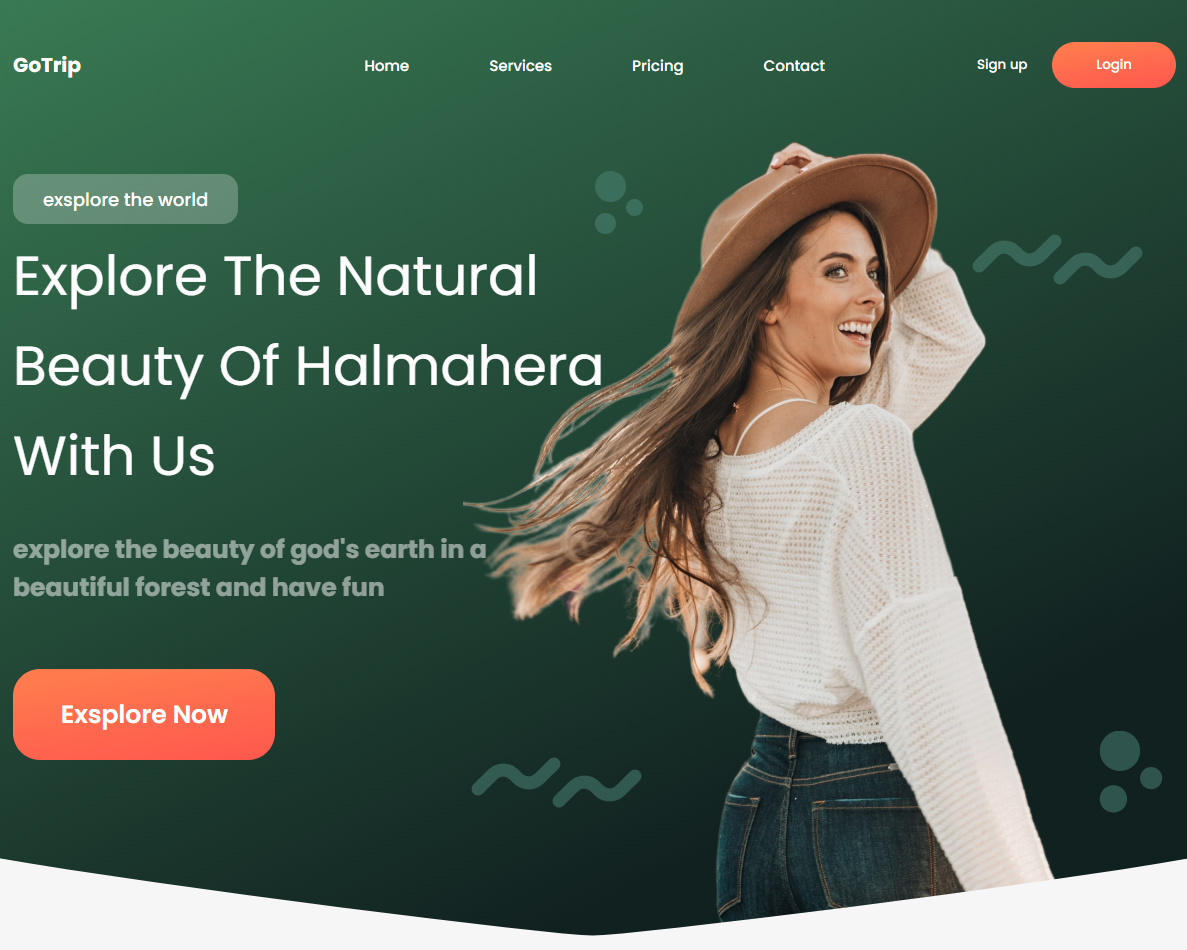 GoTrip
Home
Services
Pricing
Contact
Sign up
Login
exsplore the world
Explore The Natural
Beauty Of Halmahera
With Us
explore the beauty of god's earth in a
beautiful forest and have fun
Exsplore Now